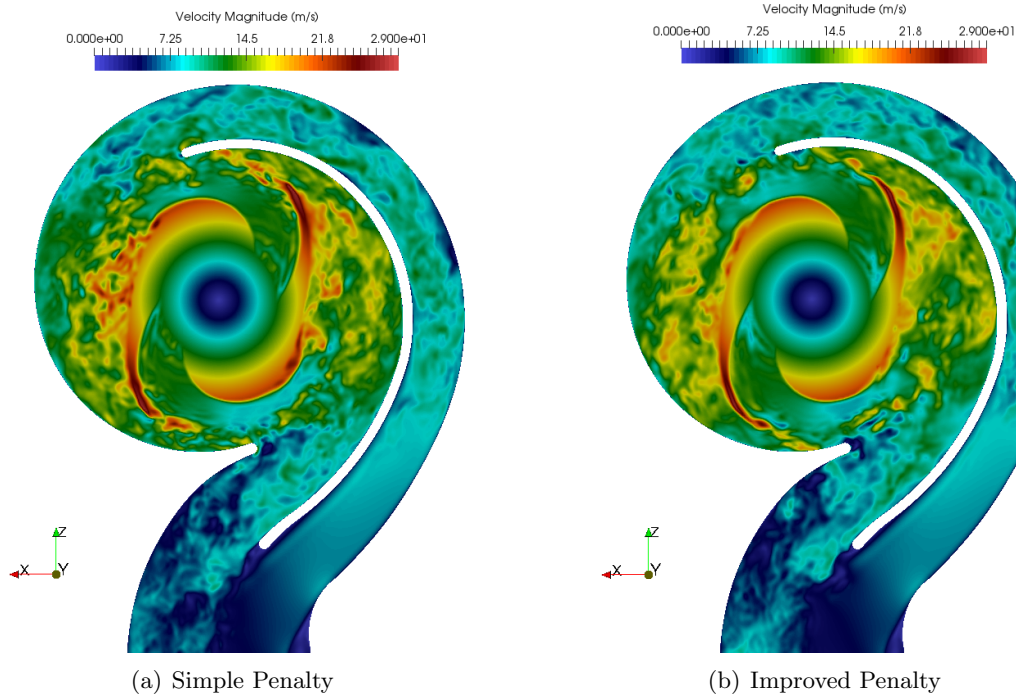 Velocity Magnitude (m/s)
0.000e+00 7.25 14.5 21.8 2.900e+01
Z
X
Y
(a) Simple Penalty
Velocity Magnitude (m/s)
0.000e+00 7.25 14.5 21.8 2.900e+01
Z
X
Y
(b) Improved Penalty